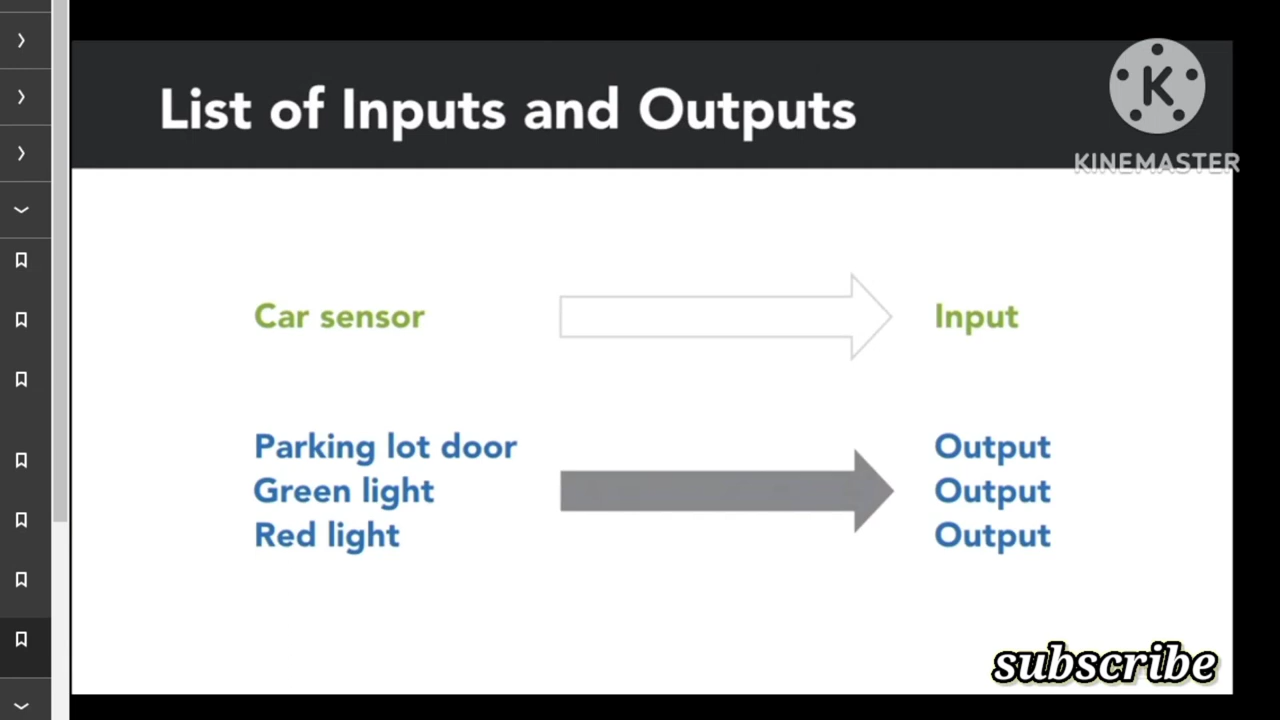 List of Inputs and Outputs
K
KINEMASTER
Car sensor Input
Parking lot door Output
Green light Output
Red light Output
subscribe